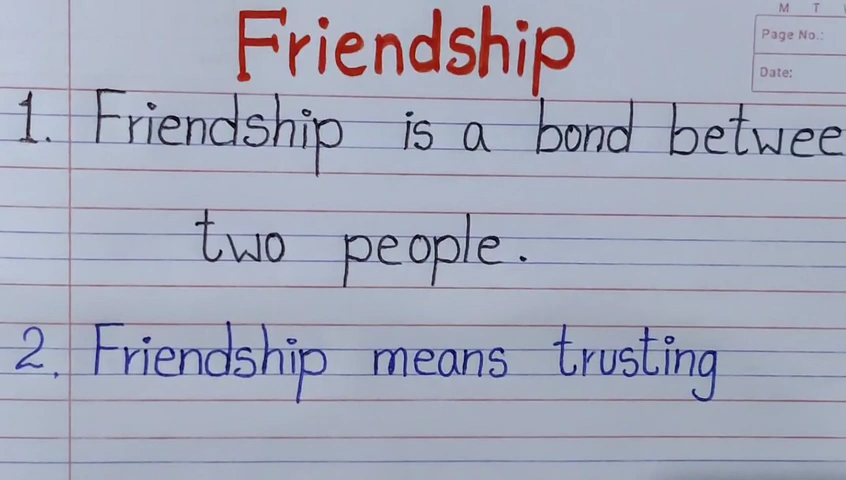 M T
Friendship
Page No.:
Date:
1. Friendship is a bond betwee
two people.
2. Friendship means trusting